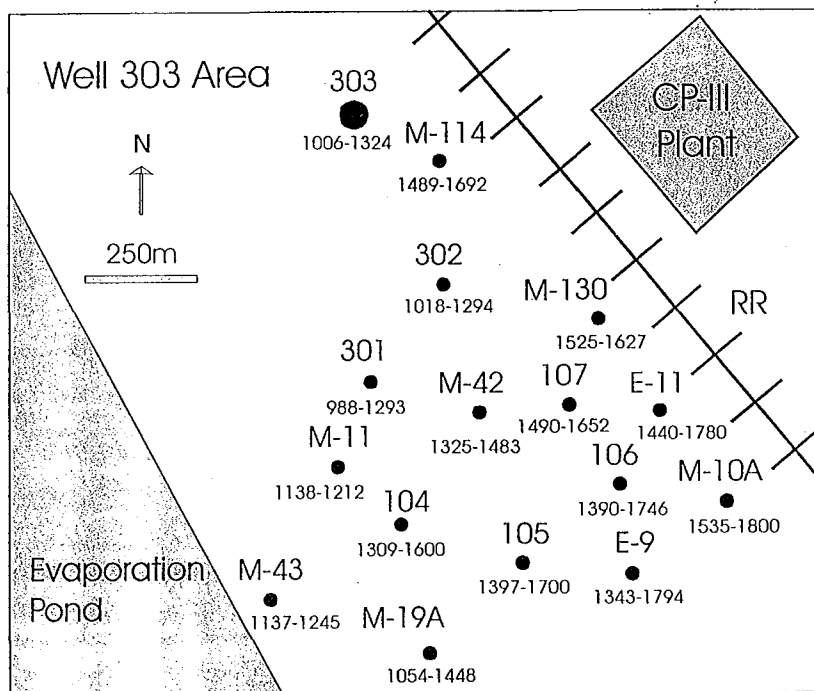 Well 303 Area
303
1006-1324
CP-III
Plant
N
M-114
1489-1692
250m
302
1018-1294
M-130
1525-1627
RR
301
988-1293
M-42
1325-1483
107
1490-1652
E-11
1440-1780
M-11
1138-1212
106
1390-1746
M-10A
1535-1800
104
1309-1600
105
1397-1700
E-9
1343-1794
Evaporation
Pond
M-43
1137-1245
M-19A
1054-1448